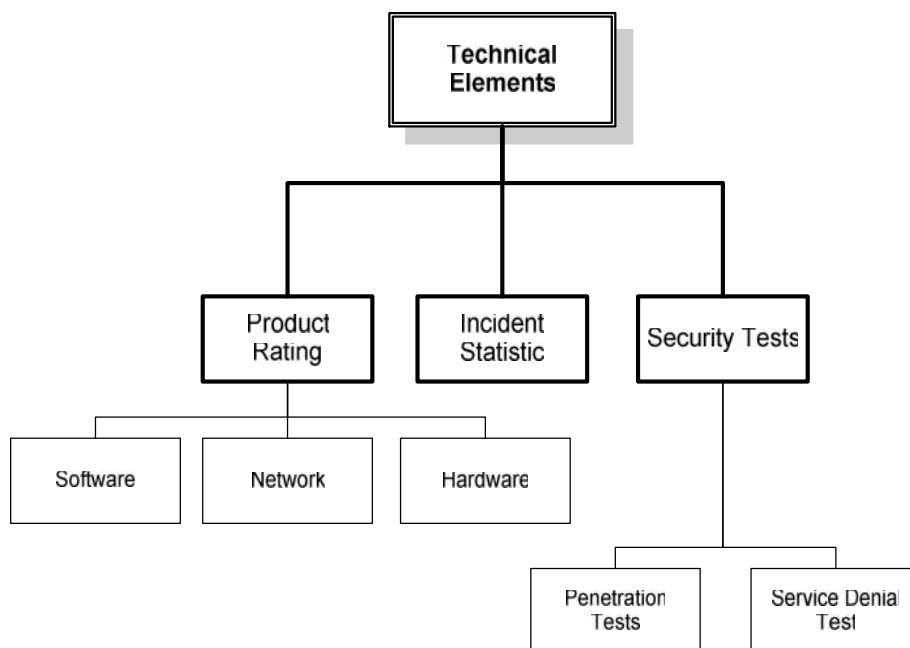 Technical
Elements
Product
Rating
Incident
Statistic
Security Tests
Software
Network
Hardware
Penetration
Tests
Service Denial
Test